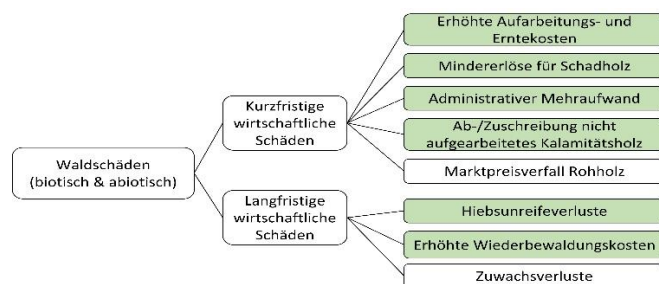 Waldschäden
(biotisch & abiotisch)
Kurzfristige
wirtschaftliche
Schäden
Erhöhte Aufarbeitungs- und
Erntekosten
Mindererlöse für Schadholz
Administrativer Mehraufwand
Ab-/Zuschreibung nicht
aufgearbeitetes Kalamitätsholz
Marktpreisverfall Rohholz
Langfristige
wirtschaftliche
Schäden
Hiebsunreifeverluste
Erhöhte Wiederbewaldungskosten
Zuwachsverluste